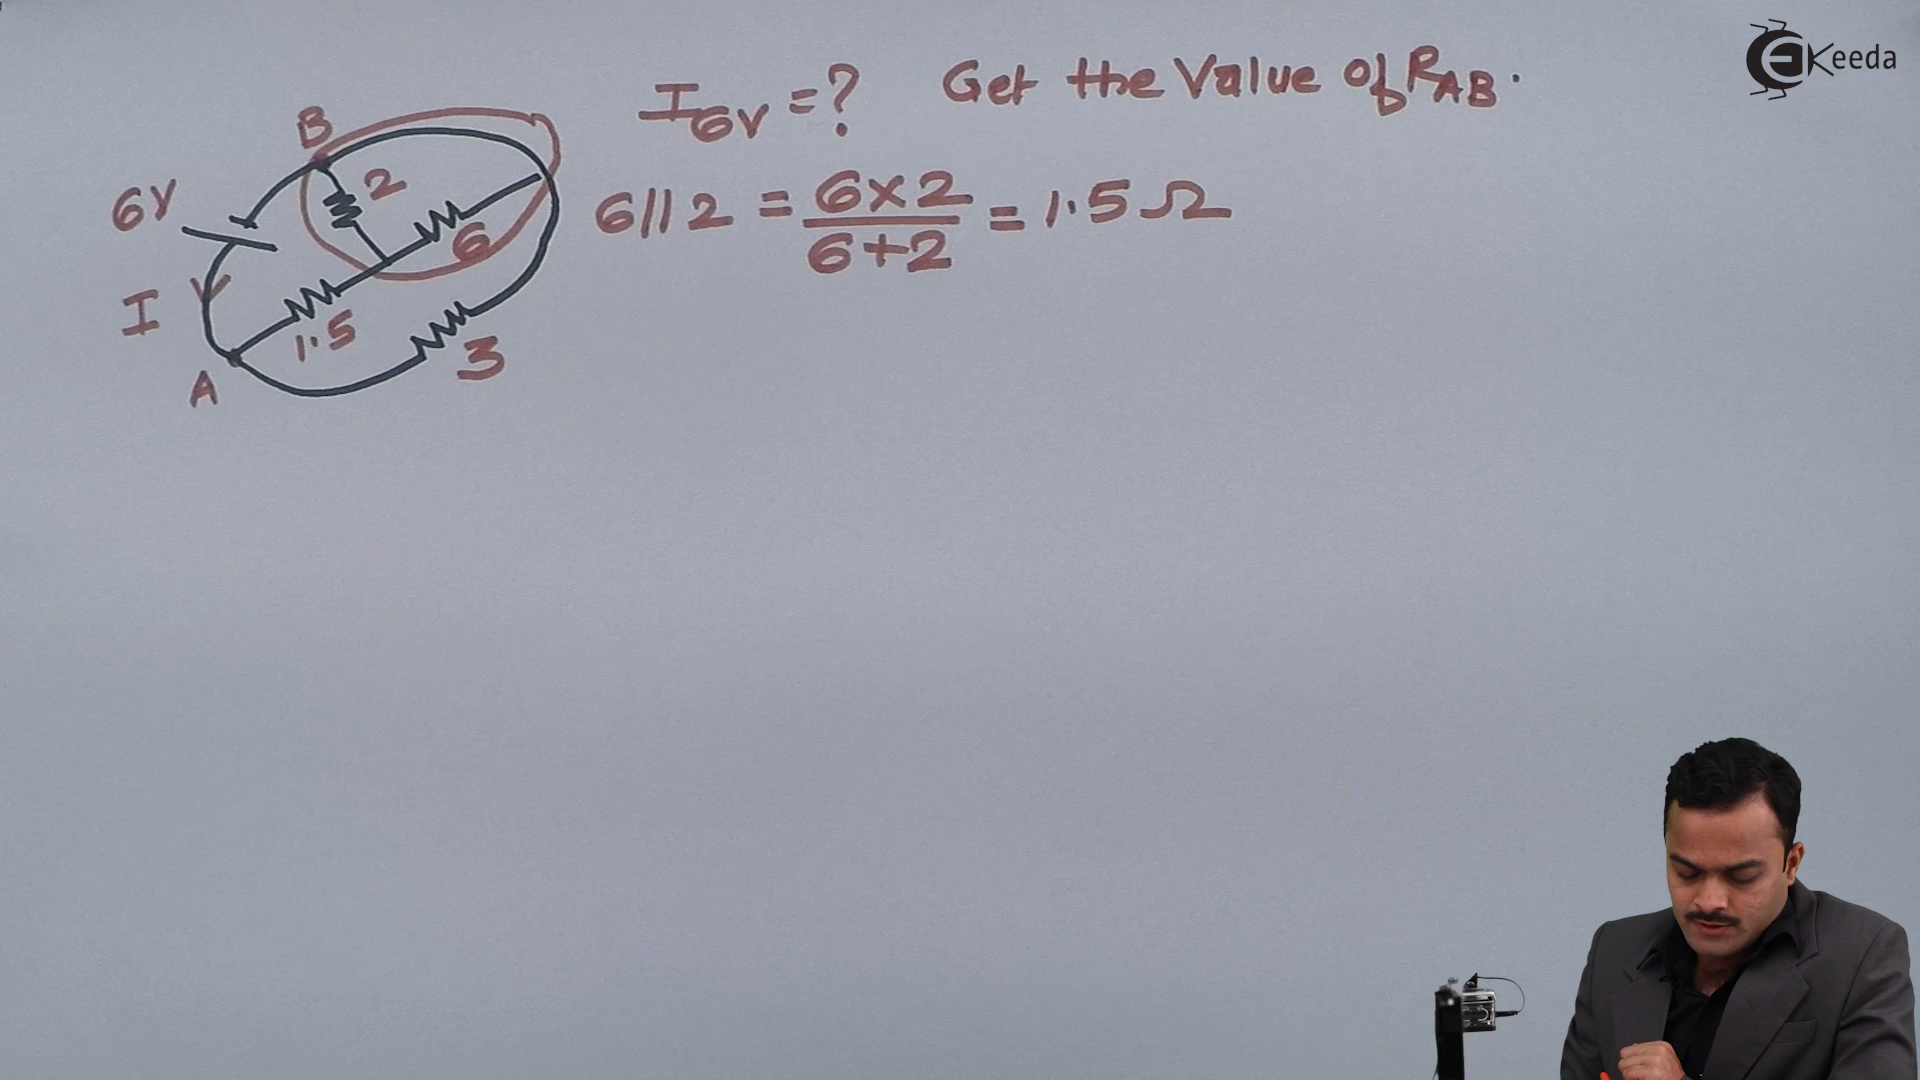 I6V = ? Get the Value of RAB.
B
6V
2
6
6 || 2 = 6×2 / 6+2 = 1.5 Ω
I
1.5
3
A
EKeeda